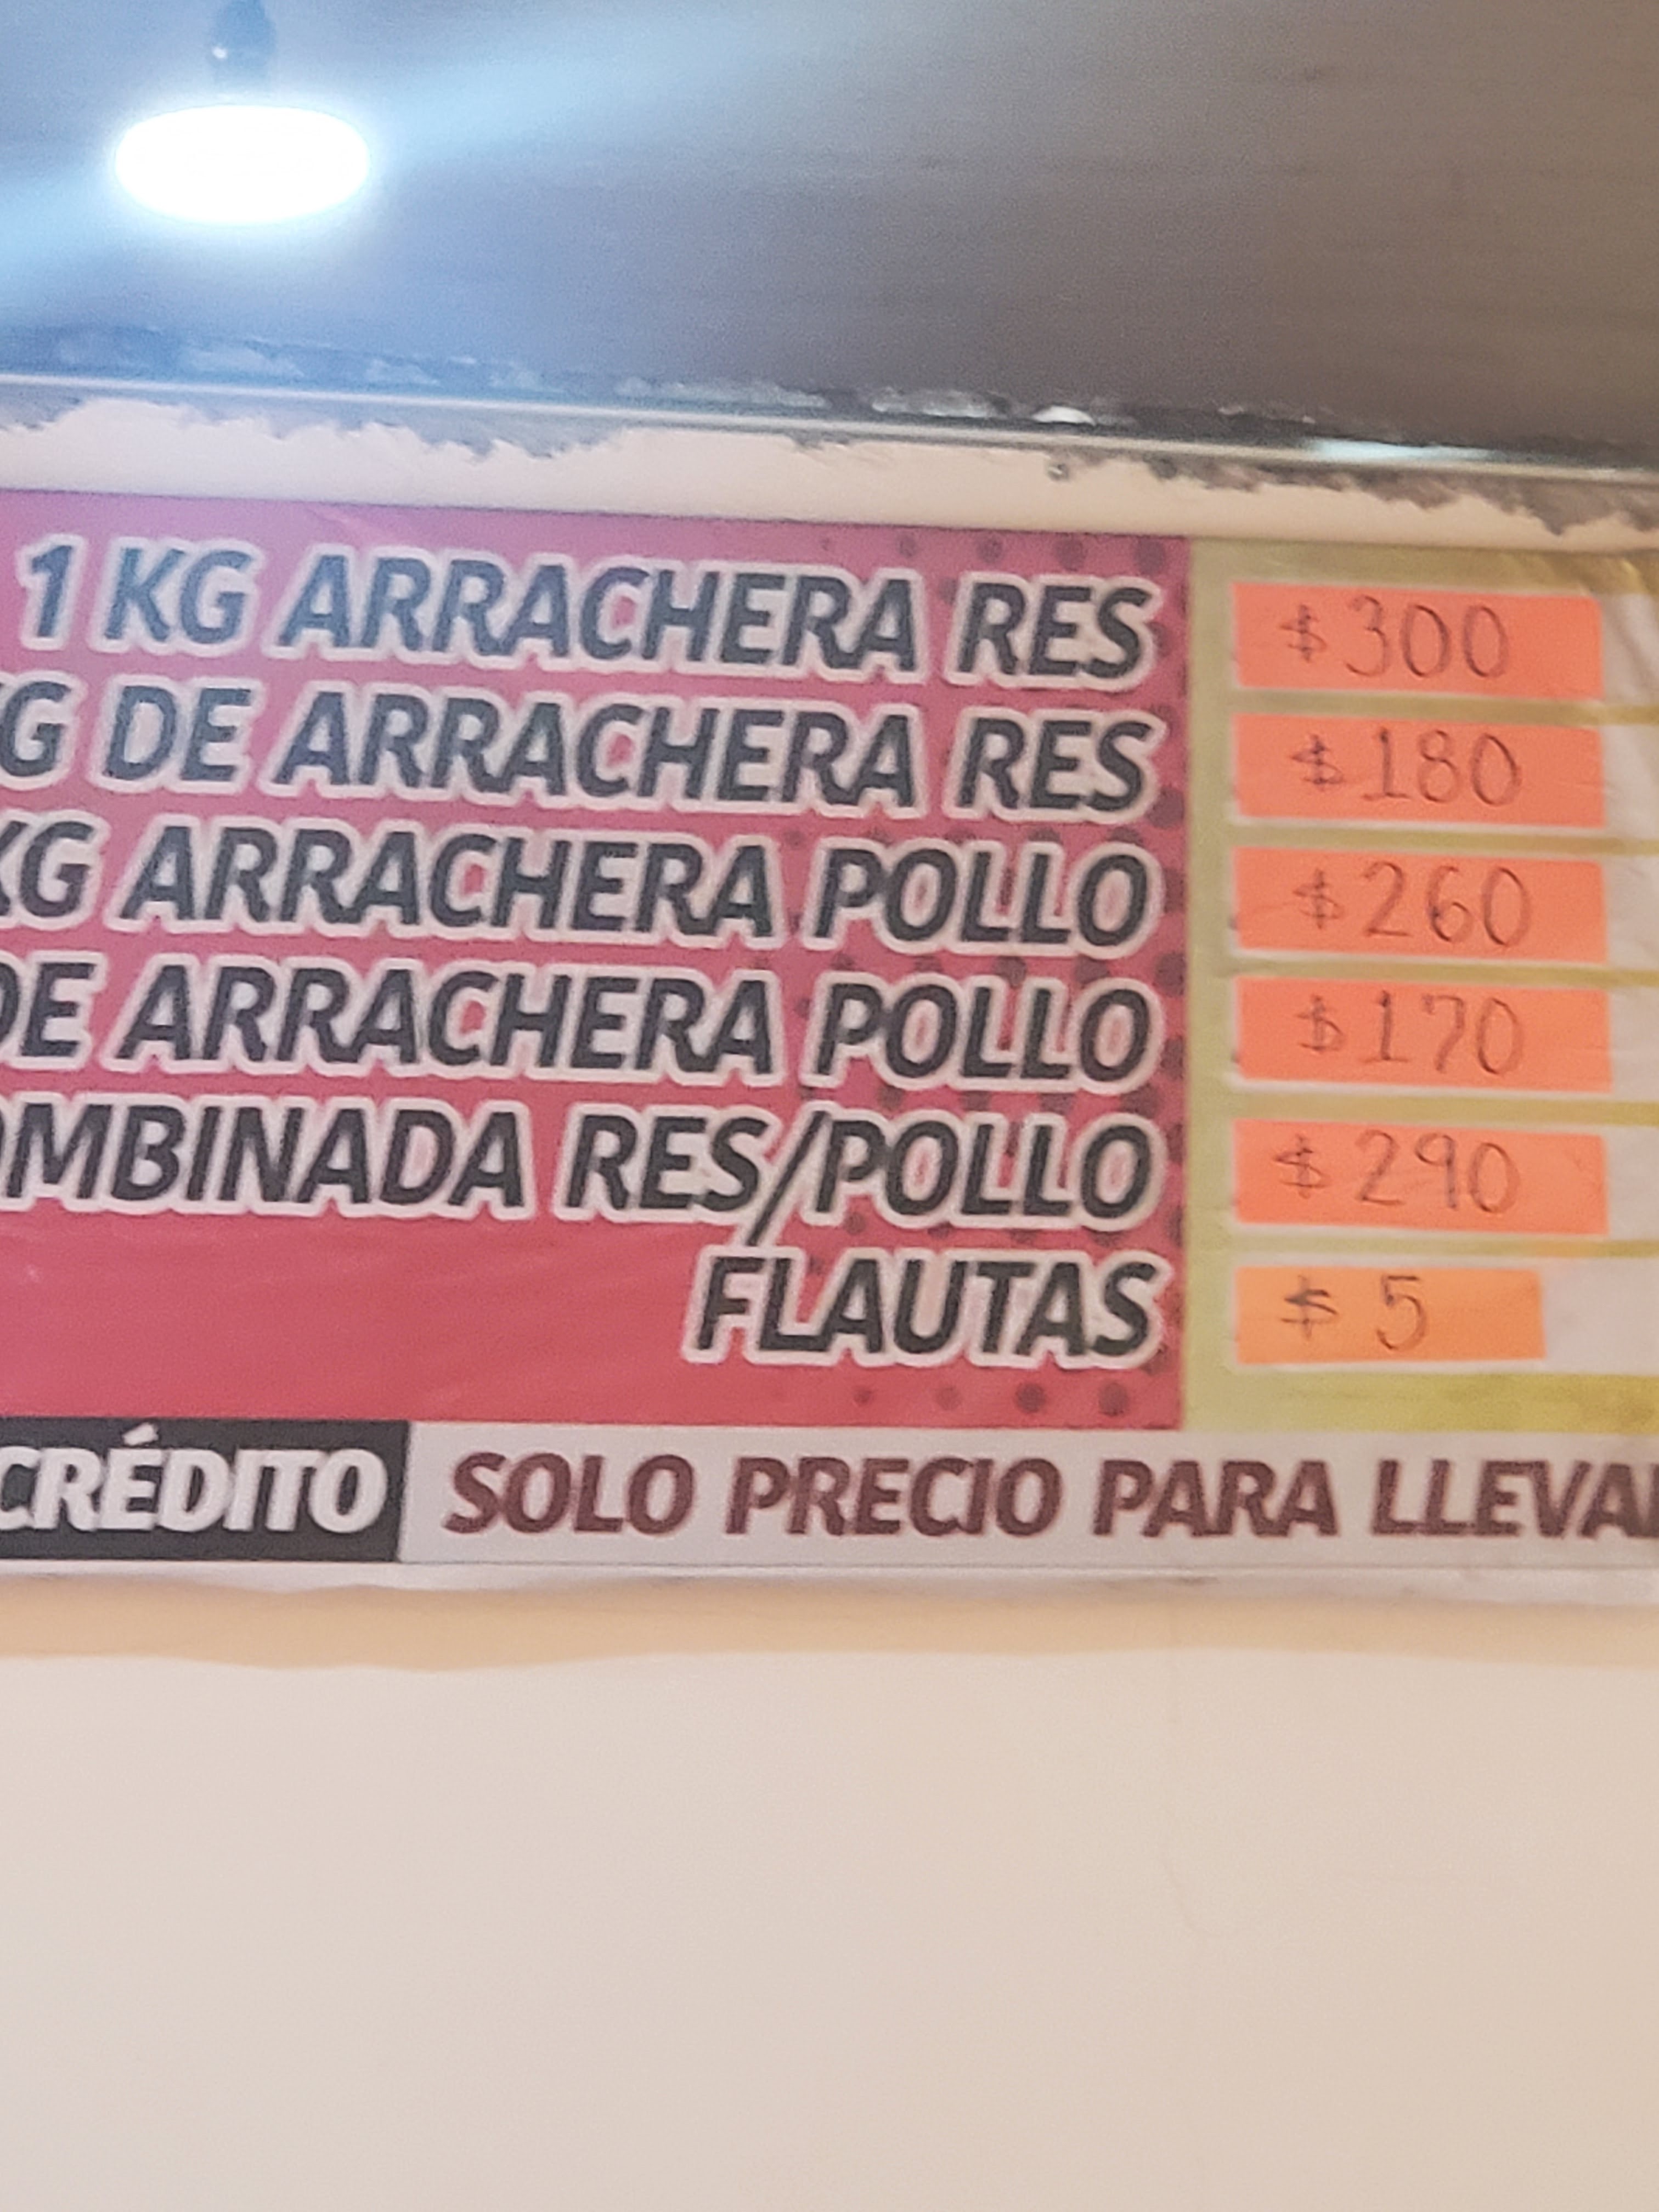 1 KG ARRACHERA RES $300
G DE ARRACHERA RES $180
KG ARRACHERA POLLO $260
DE ARRACHERA POLLO $170
OMBINADA RES/POLLO $290
FLAUTAS $5
CRÉDITO SOLO PRECIO PARA LLEVA